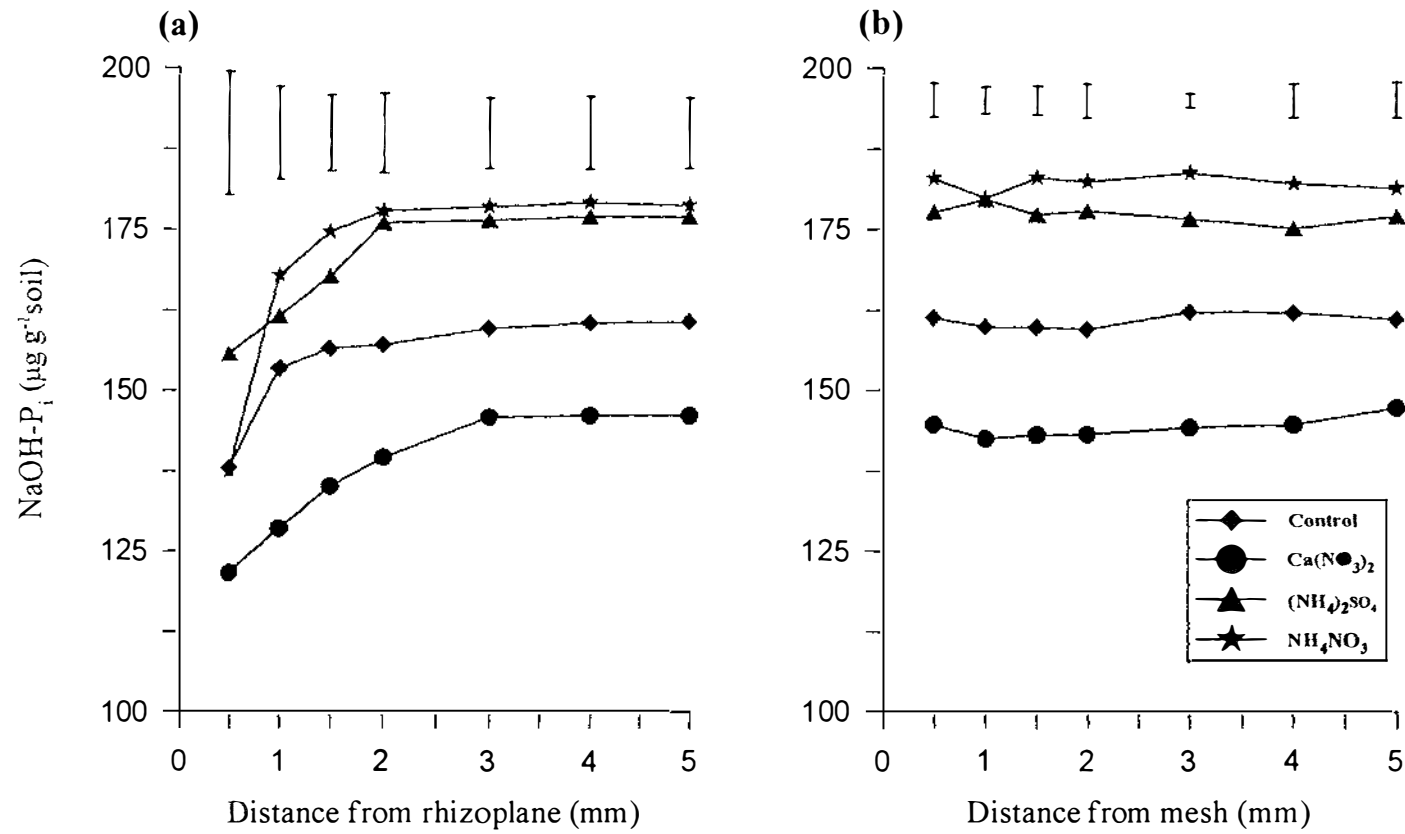 (a)
(b)
NaOH-Pᵢ (µg g⁻¹soil)
200
175
150
125
100
0 1 2 3 4 5
Distance from rhizoplane (mm)
200
175
150
125
100
0 1 2 3 4 5
Distance from mesh (mm)
Control
Ca(NO₃)₂
(NH₄)₂SO₄
NH₄NO₃